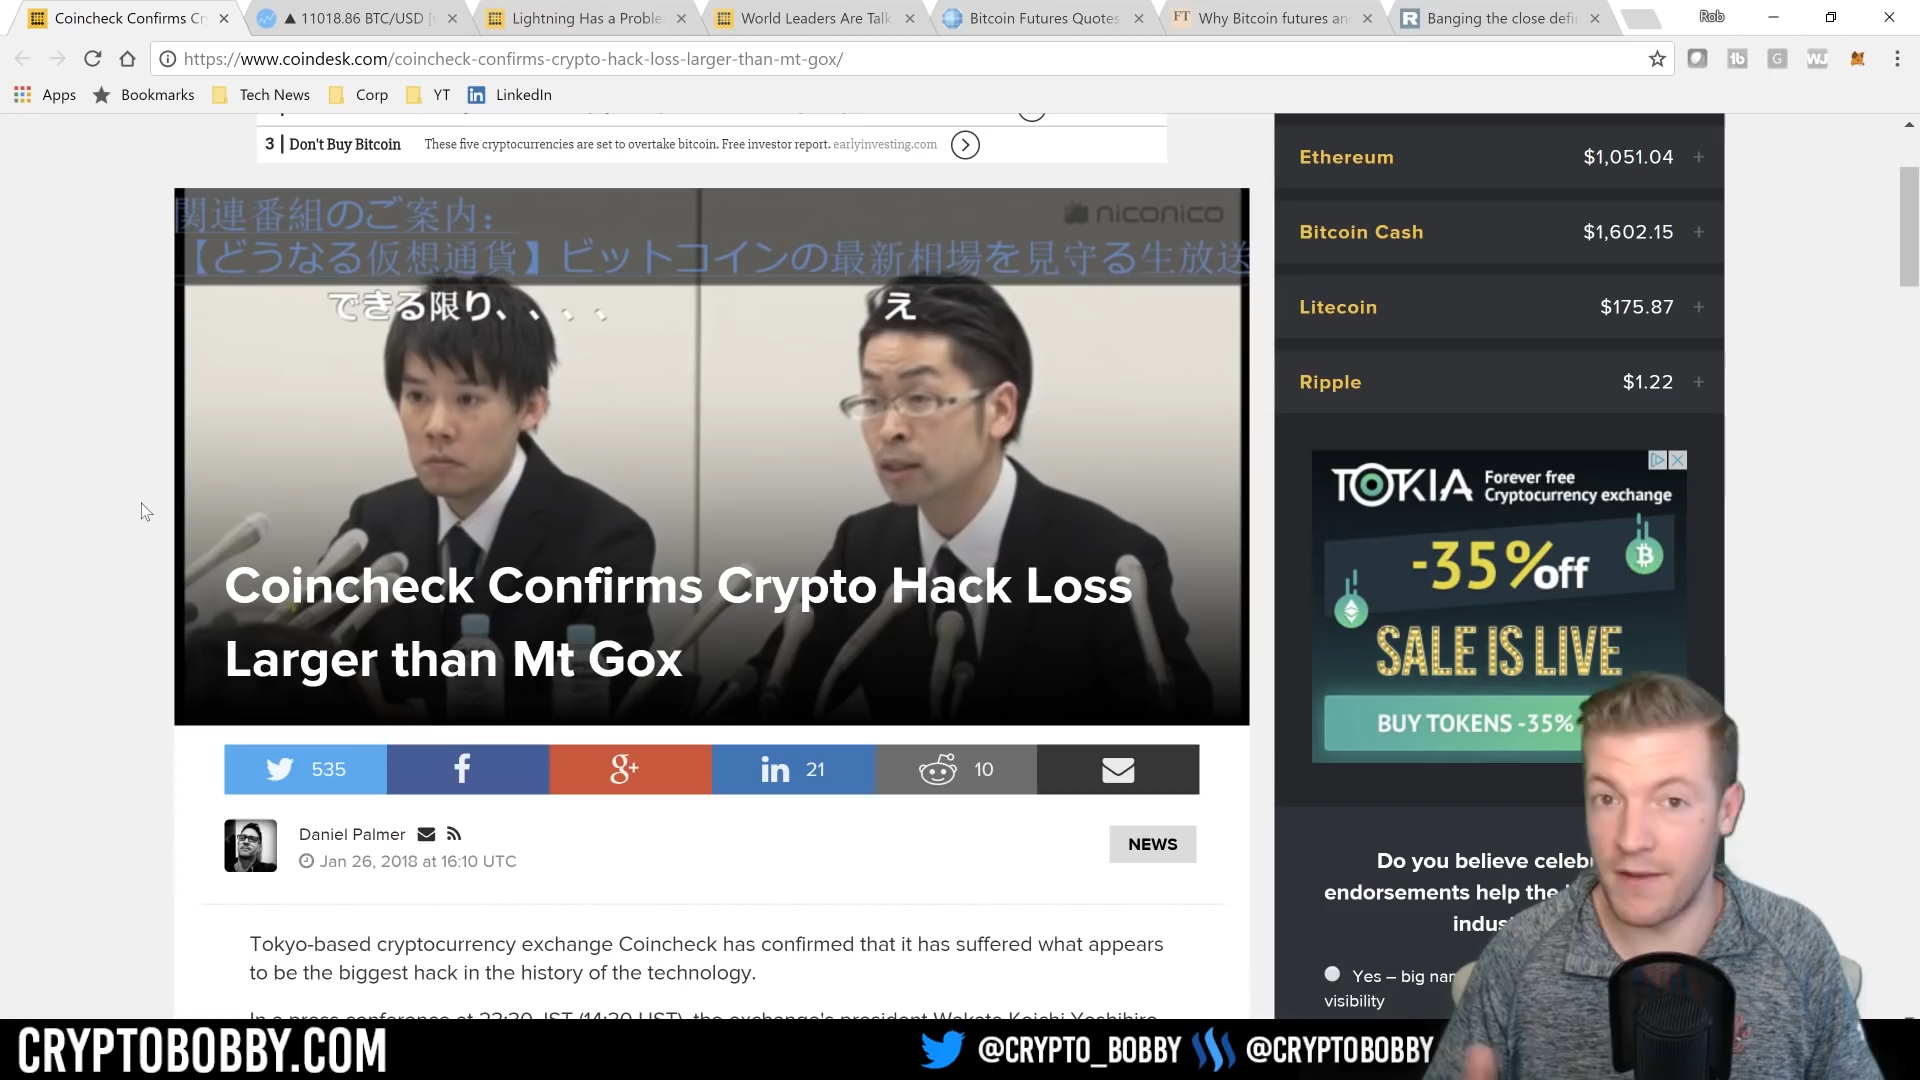 Coincheck Confirms Cr
▲ 11018.86 BTC/USD [
Lightning Has a Proble
World Leaders Are Talk
Bitcoin Futures Quotes
FT
Why Bitcoin futures an
R
Banging the close defi
Rob
https://www.coindesk.com/coincheck-confirms-crypto-hack-loss-larger-than-mt-gox/
Apps
Bookmarks
Tech News
Corp
YT
LinkedIn
3 | Don't Buy Bitcoin
These five cryptocurrencies are set to overtake bitcoin. Free investor report. earlyinvesting.com
関連番組のご案内:
niconico
【どうなる仮想通貨】ビットコインの最新相場を見守る生放送
できる限り、、、、
え
Coincheck Confirms Crypto Hack Loss
Larger than Mt Gox
535
f
g+
in 21
10
Daniel Palmer
Jan 26, 2018 at 16:10 UTC
NEWS
Tokyo-based cryptocurrency exchange Coincheck has confirmed that it has suffered what appears
to be the biggest hack in the history of the technology.
Ethereum $1,051.04 +
Bitcoin Cash $1,602.15 +
Litecoin $175.87 +
Ripple $1.22 +
TOKIA
Forever free
Cryptocurrency exchange
-35% off
SALE IS LIVE
BUY TOKENS -35%
Do you believe celeb
endorsements help the
indus
Yes – big nam
visibility
CRYPTOBOBBY.COM
@CRYPTO_BOBBY
@CRYPTOBOBBY